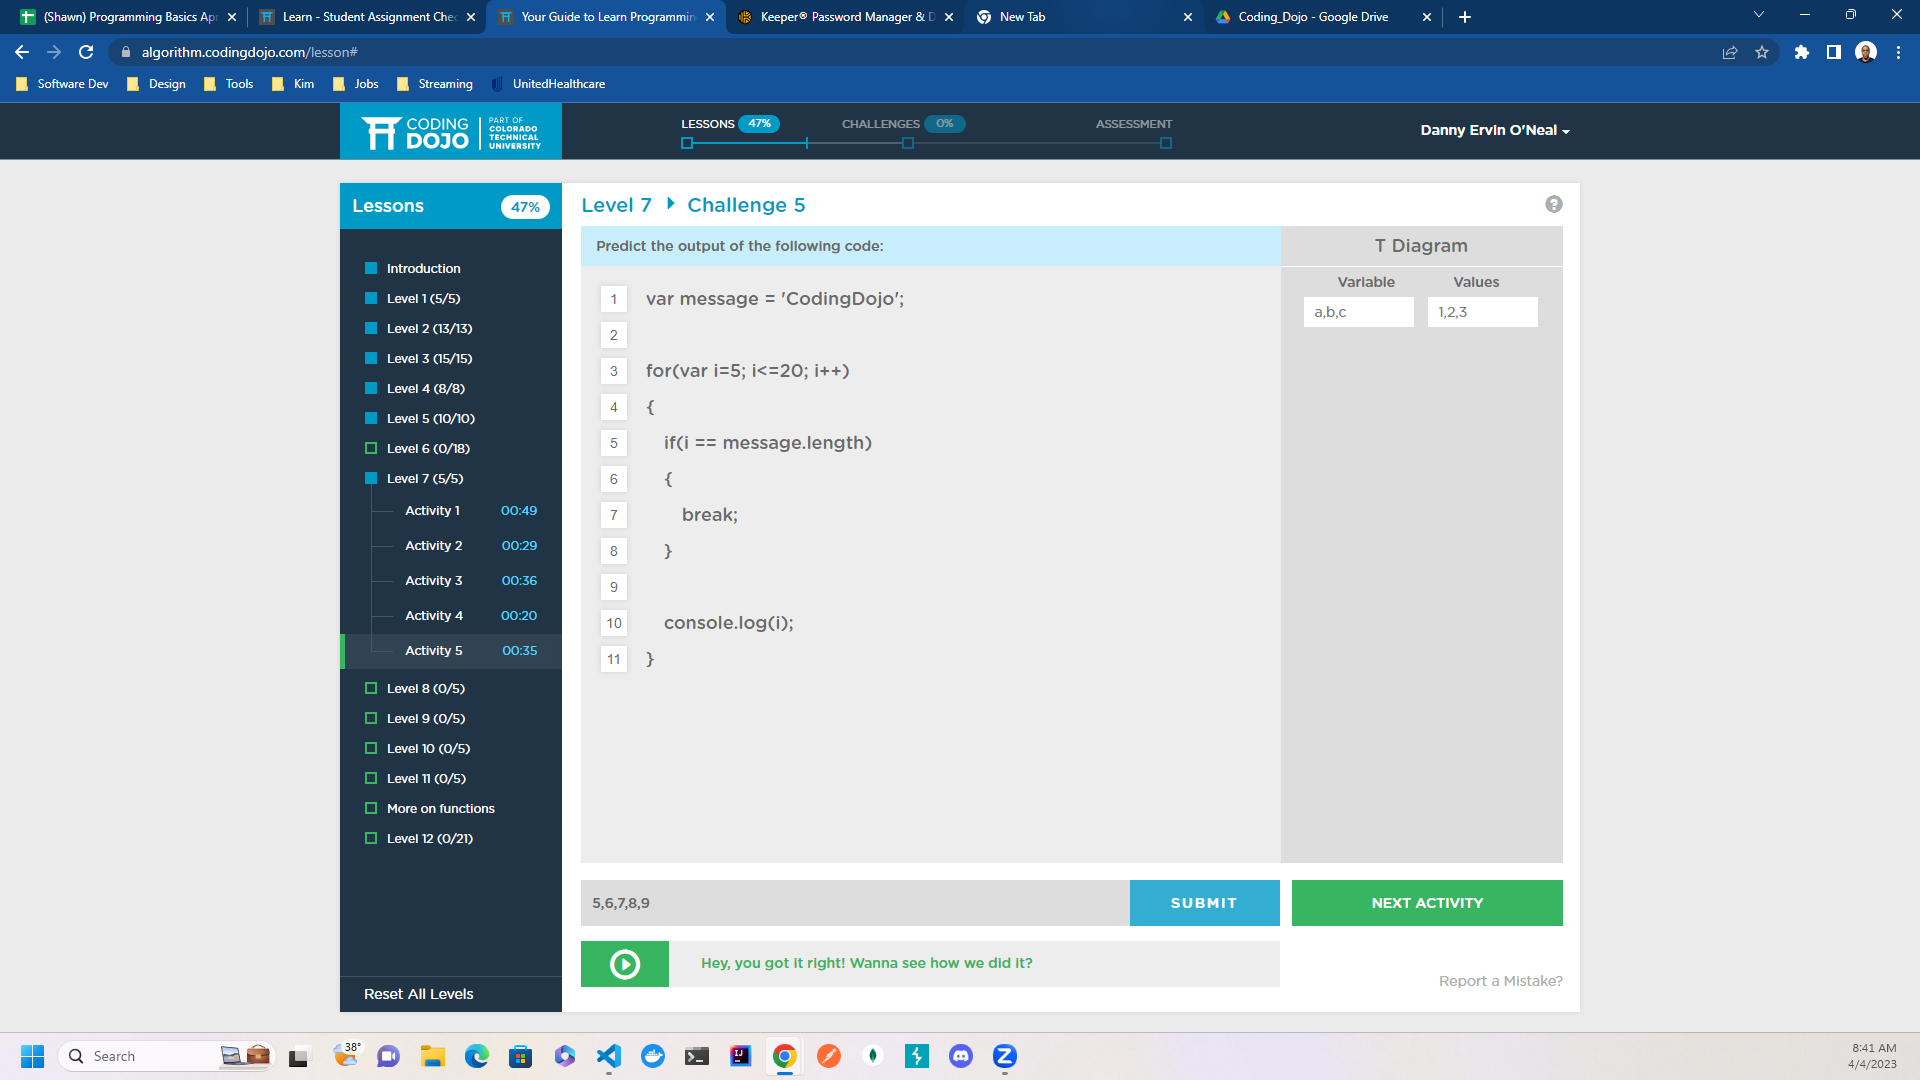 (Shawn) Programming Basics Apr
Learn - Student Assignment Chec
Your Guide to Learn Programmin
Keeper® Password Manager & D
New Tab
Coding_Dojo - Google Drive
algorithm.codingdojo.com/lesson#
Software Dev
Design
Tools
Kim
Jobs
Streaming
UnitedHealthcare
CODING DOJO
PART OF COLORADO TECHNICAL UNIVERSITY
LESSONS 47%
CHALLENGES 0%
ASSESSMENT
Danny Ervin O'Neal
Lessons 47%
Introduction
Level 1 (5/5)
Level 2 (13/13)
Level 3 (15/15)
Level 4 (8/8)
Level 5 (10/10)
Level 6 (0/18)
Level 7 (5/5)
Activity 1 00:49
Activity 2 00:29
Activity 3 00:36
Activity 4 00:20
Activity 5 00:35
Level 8 (0/5)
Level 9 (0/5)
Level 10 (0/5)
Level 11 (0/5)
More on functions
Level 12 (0/21)
Reset All Levels
Level 7 Challenge 5
?
Predict the output of the following code:
1 var message = 'CodingDojo';
2
3 for(var i=5; i<=20; i++)
4 {
5 if(i == message.length)
6 {
7 break;
8 }
9
10 console.log(i);
11 }
T Diagram
Variable Values
a,b,c 1,2,3
5,6,7,8,9
SUBMIT
NEXT ACTIVITY
Hey, you got it right! Wanna see how we did it?
Report a Mistake?
Search
38°
8:41 AM
4/4/2023